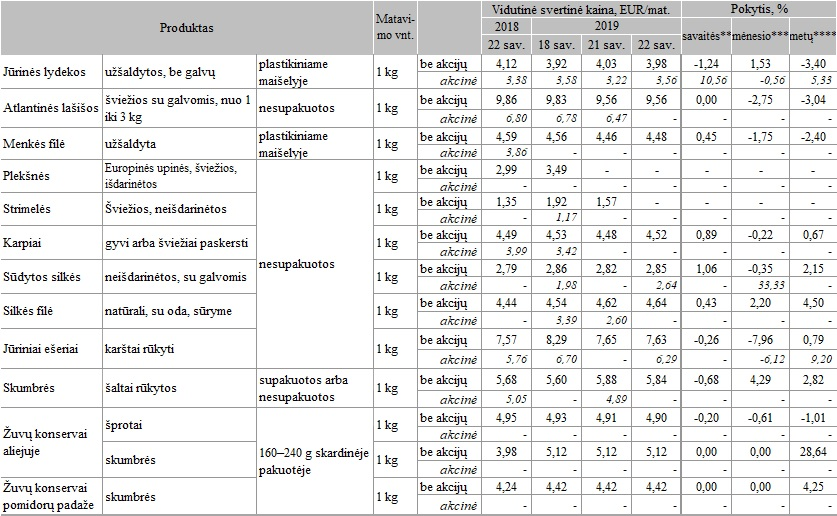 Produktas Matavimo vnt. Vidutinė svertinė kaina, EUR/mat. Pokytis, %
2018 2019 savaitės** mėnesio*** metų****
22 sav. 18 sav. 21 sav. 22 sav.
Jūrinės lydekos užšaldytos, be galvų plastikiniame maišelyje 1 kg be akcijų 4,12 3,92 4,03 3,98 -1,24 1,53 -3,40
akcinė 3,38 3,58 3,22 3,56 10,56 -0,56 5,33
Atlantinės lašišos šviežios su galvomis, nuo 1 iki 3 kg nesupakuotos 1 kg be akcijų 9,86 9,83 9,56 9,56 0,00 -2,75 -3,04
akcinė 6,80 6,78 6,47 - - - -
Menkės filė užšaldyta plastikiniame maišelyje 1 kg be akcijų 4,59 4,56 4,46 4,48 0,45 -1,75 -2,40
akcinė 3,86 - - - - - -
Plekšnės Europinės upinės, šviežios, išdarinėtos nesupakuotos 1 kg be akcijų 2,99 3,49 - - - - -
akcinė - - - - - - -
Strimelės Šviežios, neišdarinėtos 1 kg be akcijų 1,35 1,92 1,57 - - - -
akcinė - 1,17 - - - - -
Karpiai gyvi arba šviežiai paskersti 1 kg be akcijų 4,49 4,53 4,48 4,52 0,89 -0,22 0,67
akcinė 3,99 3,42 - - - - -
Sūdytos silkės neišdarinėtos, su galvomis 1 kg be akcijų 2,79 2,86 2,82 2,85 1,06 -0,35 2,15
akcinė - 1,98 - 2,64 - 33,33 -
Silkės filė natūrali, su oda, sūryme 1 kg be akcijų 4,44 4,54 4,62 4,64 0,43 2,20 4,50
akcinė - 3,39 2,60 - - - -
Jūriniai ešeriai karštai rūkyti 1 kg be akcijų 7,57 8,29 7,65 7,63 -0,26 -7,96 0,79
akcinė 5,76 6,70 - 6,29 - -6,12 9,20
Skumbrės šaltai rūkytos supakuotos arba nesupakuotos 1 kg be akcijų 5,68 5,60 5,88 5,84 -0,68 4,29 2,82
akcinė 5,05 - 4,89 - - - -
Žuvų konservai aliejuje šprotai 160–240 g skardinėje pakuotėje 1 kg be akcijų 4,95 4,93 4,91 4,90 -0,20 -0,61 -1,01
akcinė - - - - - - -
skumbrės 1 kg be akcijų 3,98 5,12 5,12 5,12 0,00 0,00 28,64
akcinė - - - - - - -
Žuvų konservai pomidorų padaže skumbrės 1 kg be akcijų 4,24 4,42 4,42 4,42 0,00 0,00 4,25
akcinė - - - - - - -